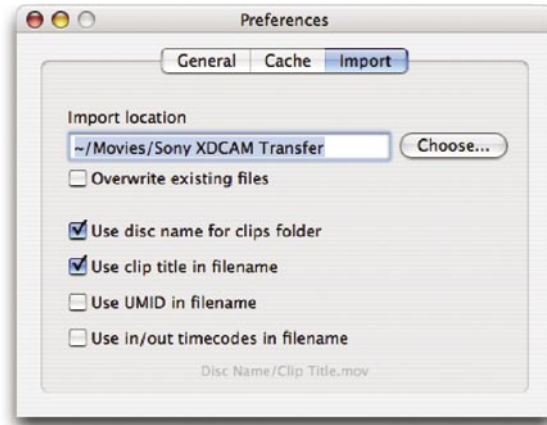 Preferences
General Cache Import
Import location
~/Movies/Sony XDCAM Transfer Choose...
Overwrite existing files
Use disc name for clips folder
Use clip title in filename
Use UMID in filename
Use in/out timecodes in filename
Disc Name/Clip Title.mov